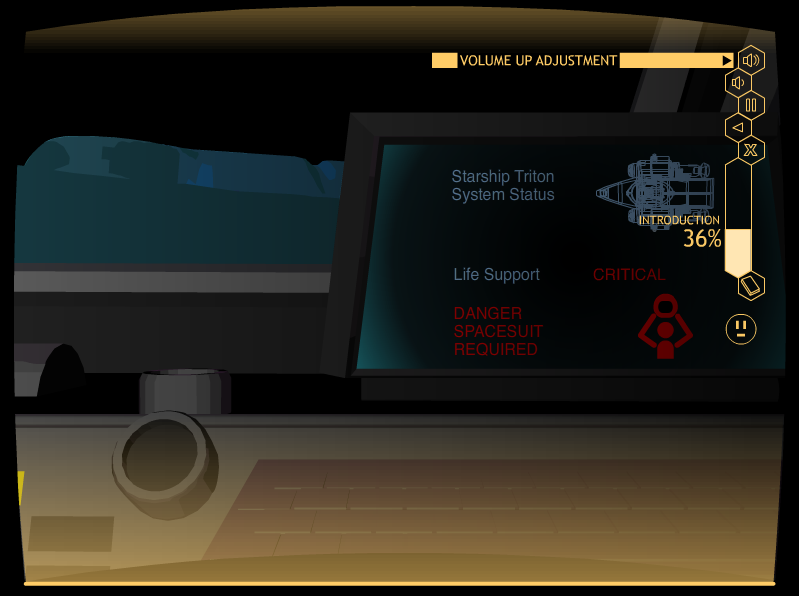 VOLUME UP ADJUSTMENT
Starship Triton
System Status
INTRODUCTION
36%
Life Support CRITICAL
DANGER
SPACESUIT
REQUIRED